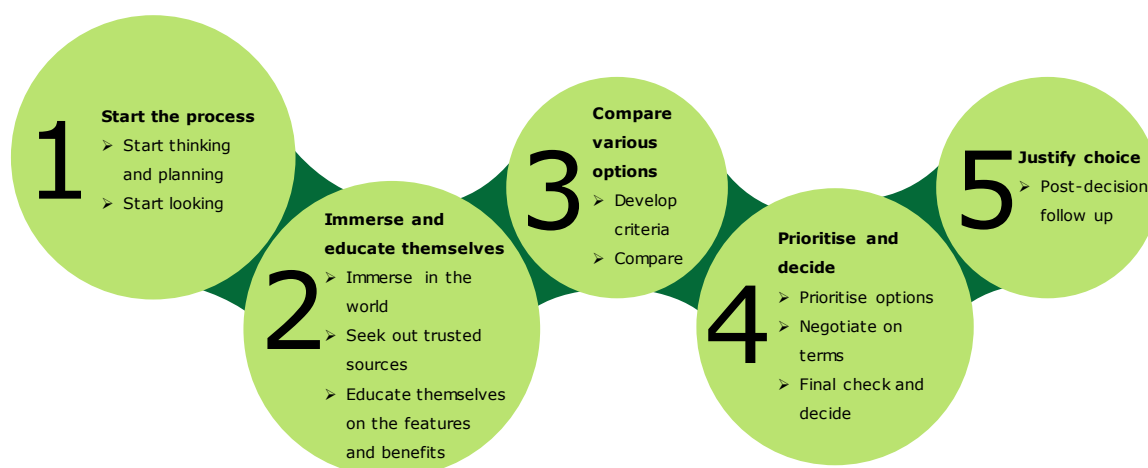 1
Start the process
➢ Start thinking
and planning
➢ Start looking
2
Immerse and
educate themselves
➢ Immerse in the
world
➢ Seek out trusted
sources
➢ Educate themselves
on the features
and benefits
3
Compare
various
options
➢ Develop
criteria
➢ Compare
4
Prioritise and
decide
➢ Prioritise options
➢ Negotiate on
terms
➢ Final check and
decide
5
Justify choice
➢ Post-decision
follow up